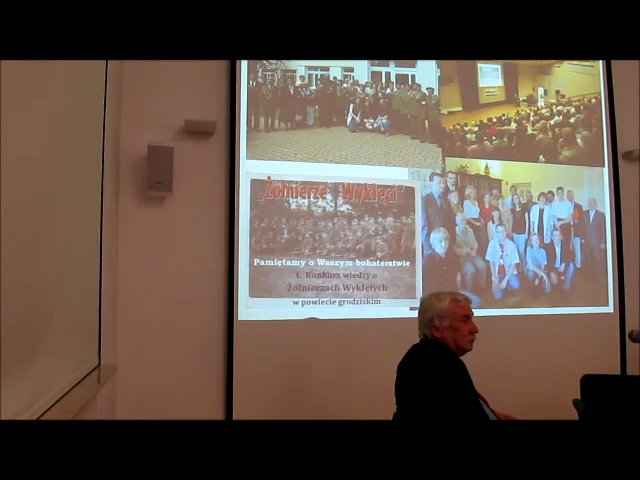 „Żołnierze Wyklęci"
Pamiętamy o Waszym bohaterstwie
I. Konkurs wiedzy o
Żołnierzach Wyklętych
w powiecie grodziskim